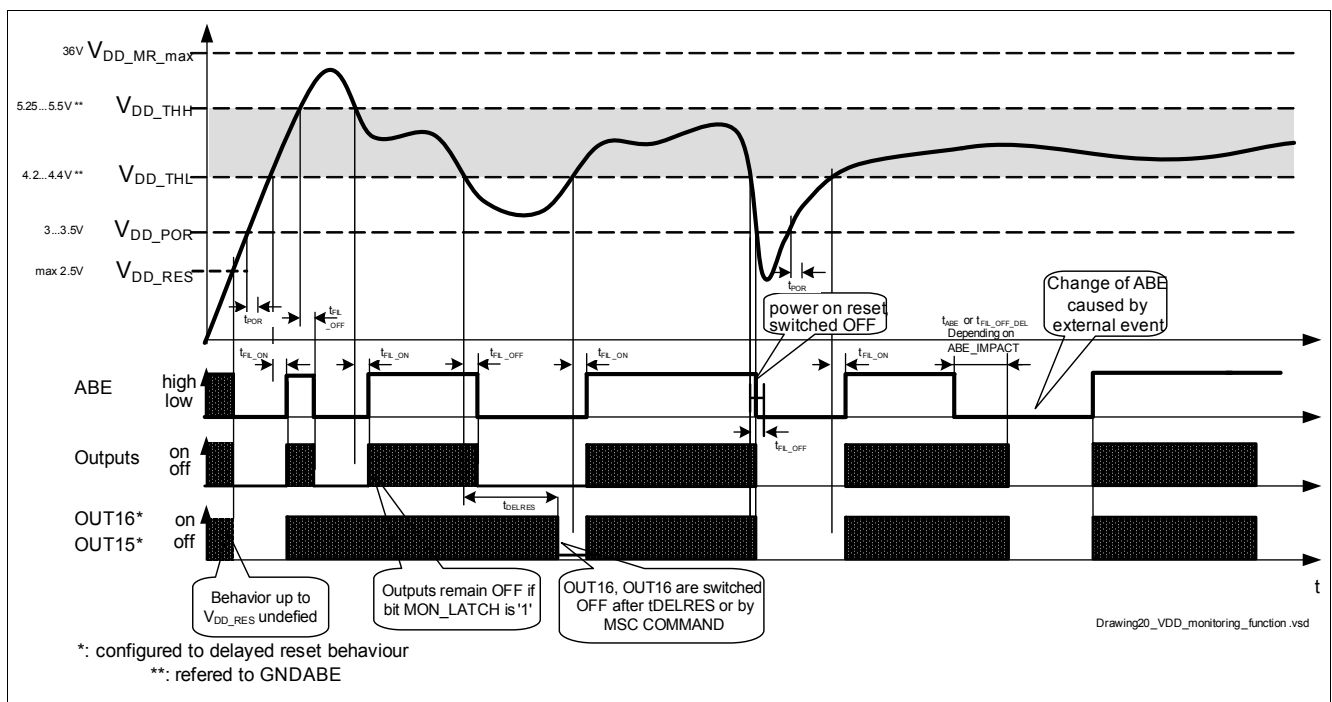 36V V_DD_MR_max
5.25...5.5V ** V_DD_THH
4.2...4.4V ** V_DD_THL
3...3.5V V_DD_POR
max 2.5V V_DD_RES
t_POR
t_FIL_OFF
t_POR
power on reset switched OFF
Change of ABE caused by external event
t_ABE or t_FIL_OFF_DEL
Depending on
ABE_IMPACT
t_FIL_ON
t_FIL_ON
t_FIL_OFF
t_FIL_ON
t_FIL_ON
ABE high
low
t_FIL_OFF
Outputs on
off
t_DELRES
OUT16* on
OUT15* off
t
Behavior up to
V_DD_RES undefied
Outputs remain OFF if
bit MON_LATCH is '1'
OUT16, OUT16 are switched
OFF after tDELRES or by
MSC COMMAND
Drawing20_VDD_monitoring_function .vsd
*: configured to delayed reset behaviour
**: refered to GNDABE